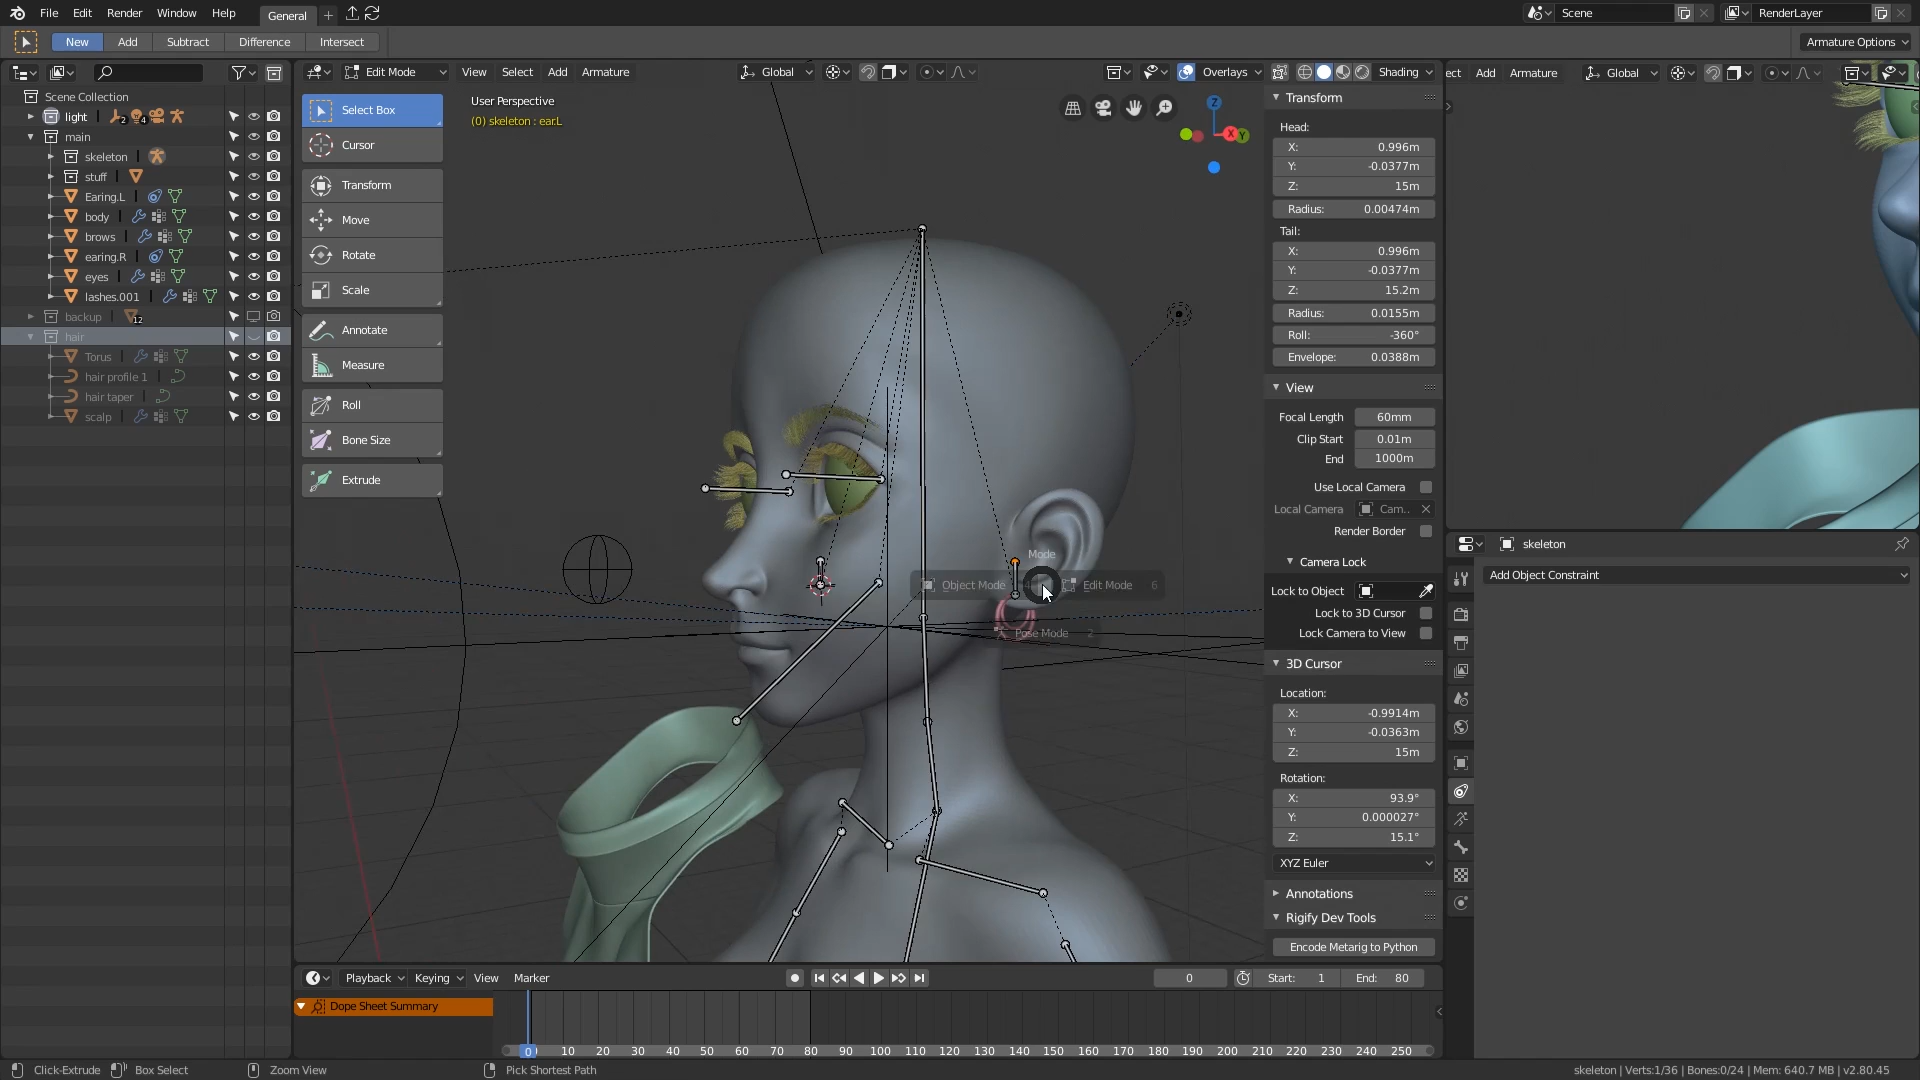 File Edit Render Window Help General Scene RenderLayer
New Add Subtract Difference Intersect Armature Options
Edit Mode View Select Add Armature Global Overlays Shading
ect Add Armature Global
Scene Collection
light 2 4
main
skeleton
stuff
Earing.L
body
brows
earing.R
eyes
lashes.001
backup 12
hair
Torus
hair profile 1
hair taper
scalp
Select Box
Cursor
Transform
Move
Rotate
Scale
Annotate
Measure
Roll
Bone Size
Extrude
User Perspective
(0) skeleton : ear.L
Z
X Y
Mode
Object Mode 4 Edit Mode 6
Pose Mode 2
Transform
Head:
X: 0.996m
Y: -0.0377m
Z: 15m
Radius: 0.00474m
Tail:
X: 0.996m
Y: -0.0377m
Z: 15.2m
Radius: 0.0155m
Roll: -360°
Envelope: 0.0388m
View
Focal Length 60mm
Clip Start 0.01m
End 1000m
Use Local Camera
Local Camera Cam..
Render Border
Camera Lock
Lock to Object
Lock to 3D Cursor
Lock Camera to View
3D Cursor
Location:
X: -0.9914m
Y: -0.0363m
Z: 15m
Rotation:
X: 93.9°
Y: 0.000027°
Z: 15.1°
XYZ Euler
Annotations
Rigify Dev Tools
Encode Metarig to Python
skeleton
Add Object Constraint
Playback Keying View Marker 0 Start: 1 End: 80
Dope Sheet Summary
0 10 20 30 40 50 60 70 80 90 100 110 120 130 140 150 160 170 180 190 200 210 220 230 240 250
Click-Extrude Box Select Zoom View Pick Shortest Path skeleton | Verts:1/36 | Bones:0/24 | Mem: 640.7 MB | v2.80.45